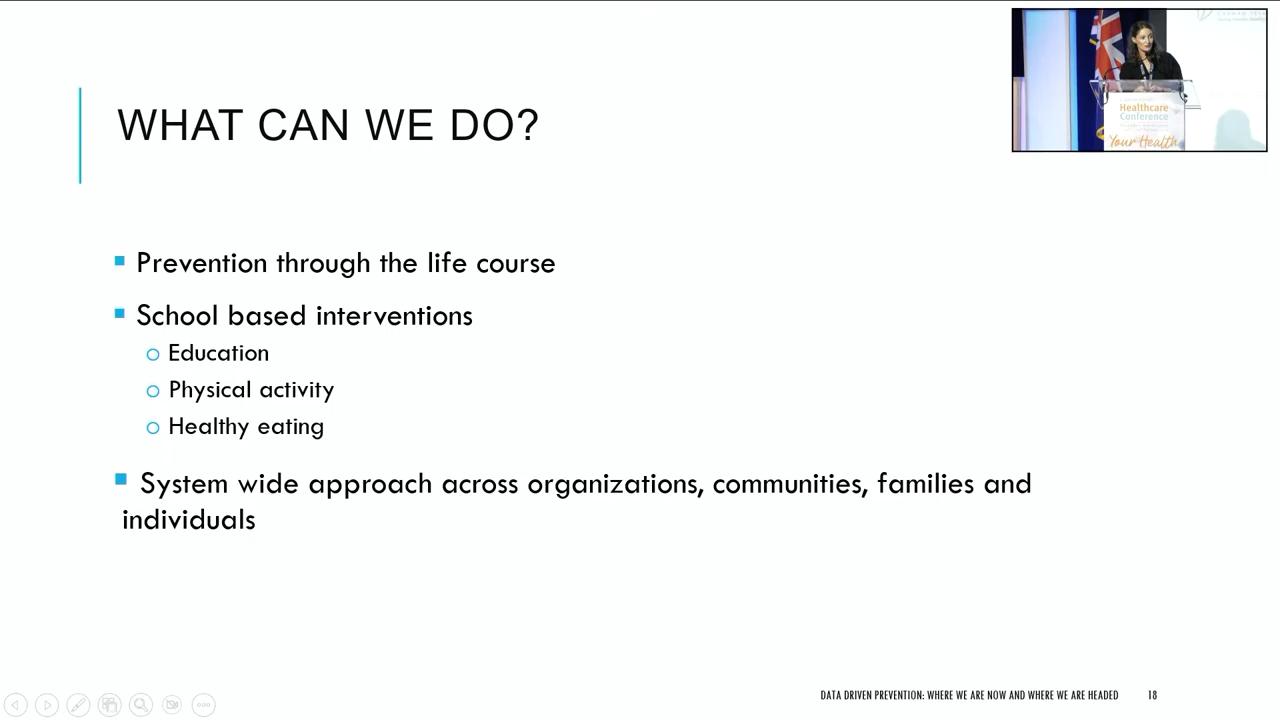 WHAT CAN WE DO?
Healthcare
Conference
Your Health
Prevention through the life course
School based interventions
Education
Physical activity
Healthy eating
System wide approach across organizations, communities, families and
individuals
DATA DRIVEN PREVENTION: WHERE WE ARE NOW AND WHERE WE ARE HEADED
18